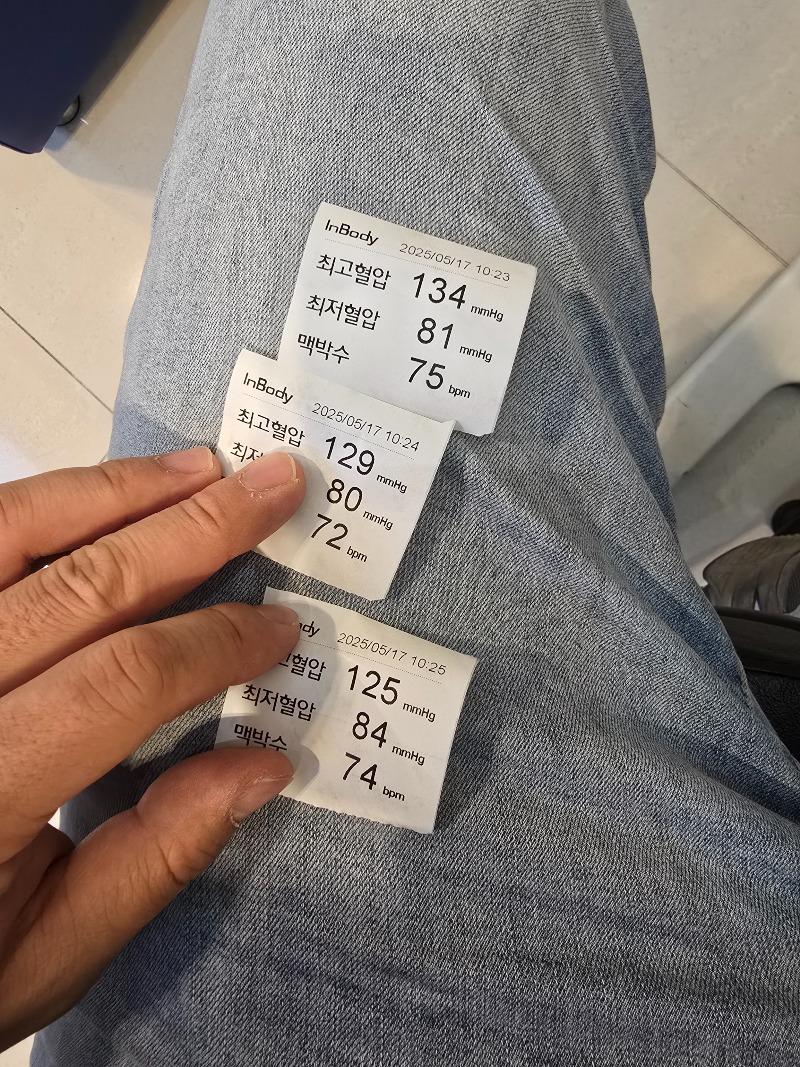 InBody 2025/05/17 10:23
최고혈압 134 mmHg
최저혈압 81 mmHg
맥박수 75 bpm
InBody 2025/05/17 10:24
최고혈압 129 mmHg
80 mmHg
72 bpm
2025/05/17 10:25
125 mmHg
최저혈압 84 mmHg
맥박수 74 bpm